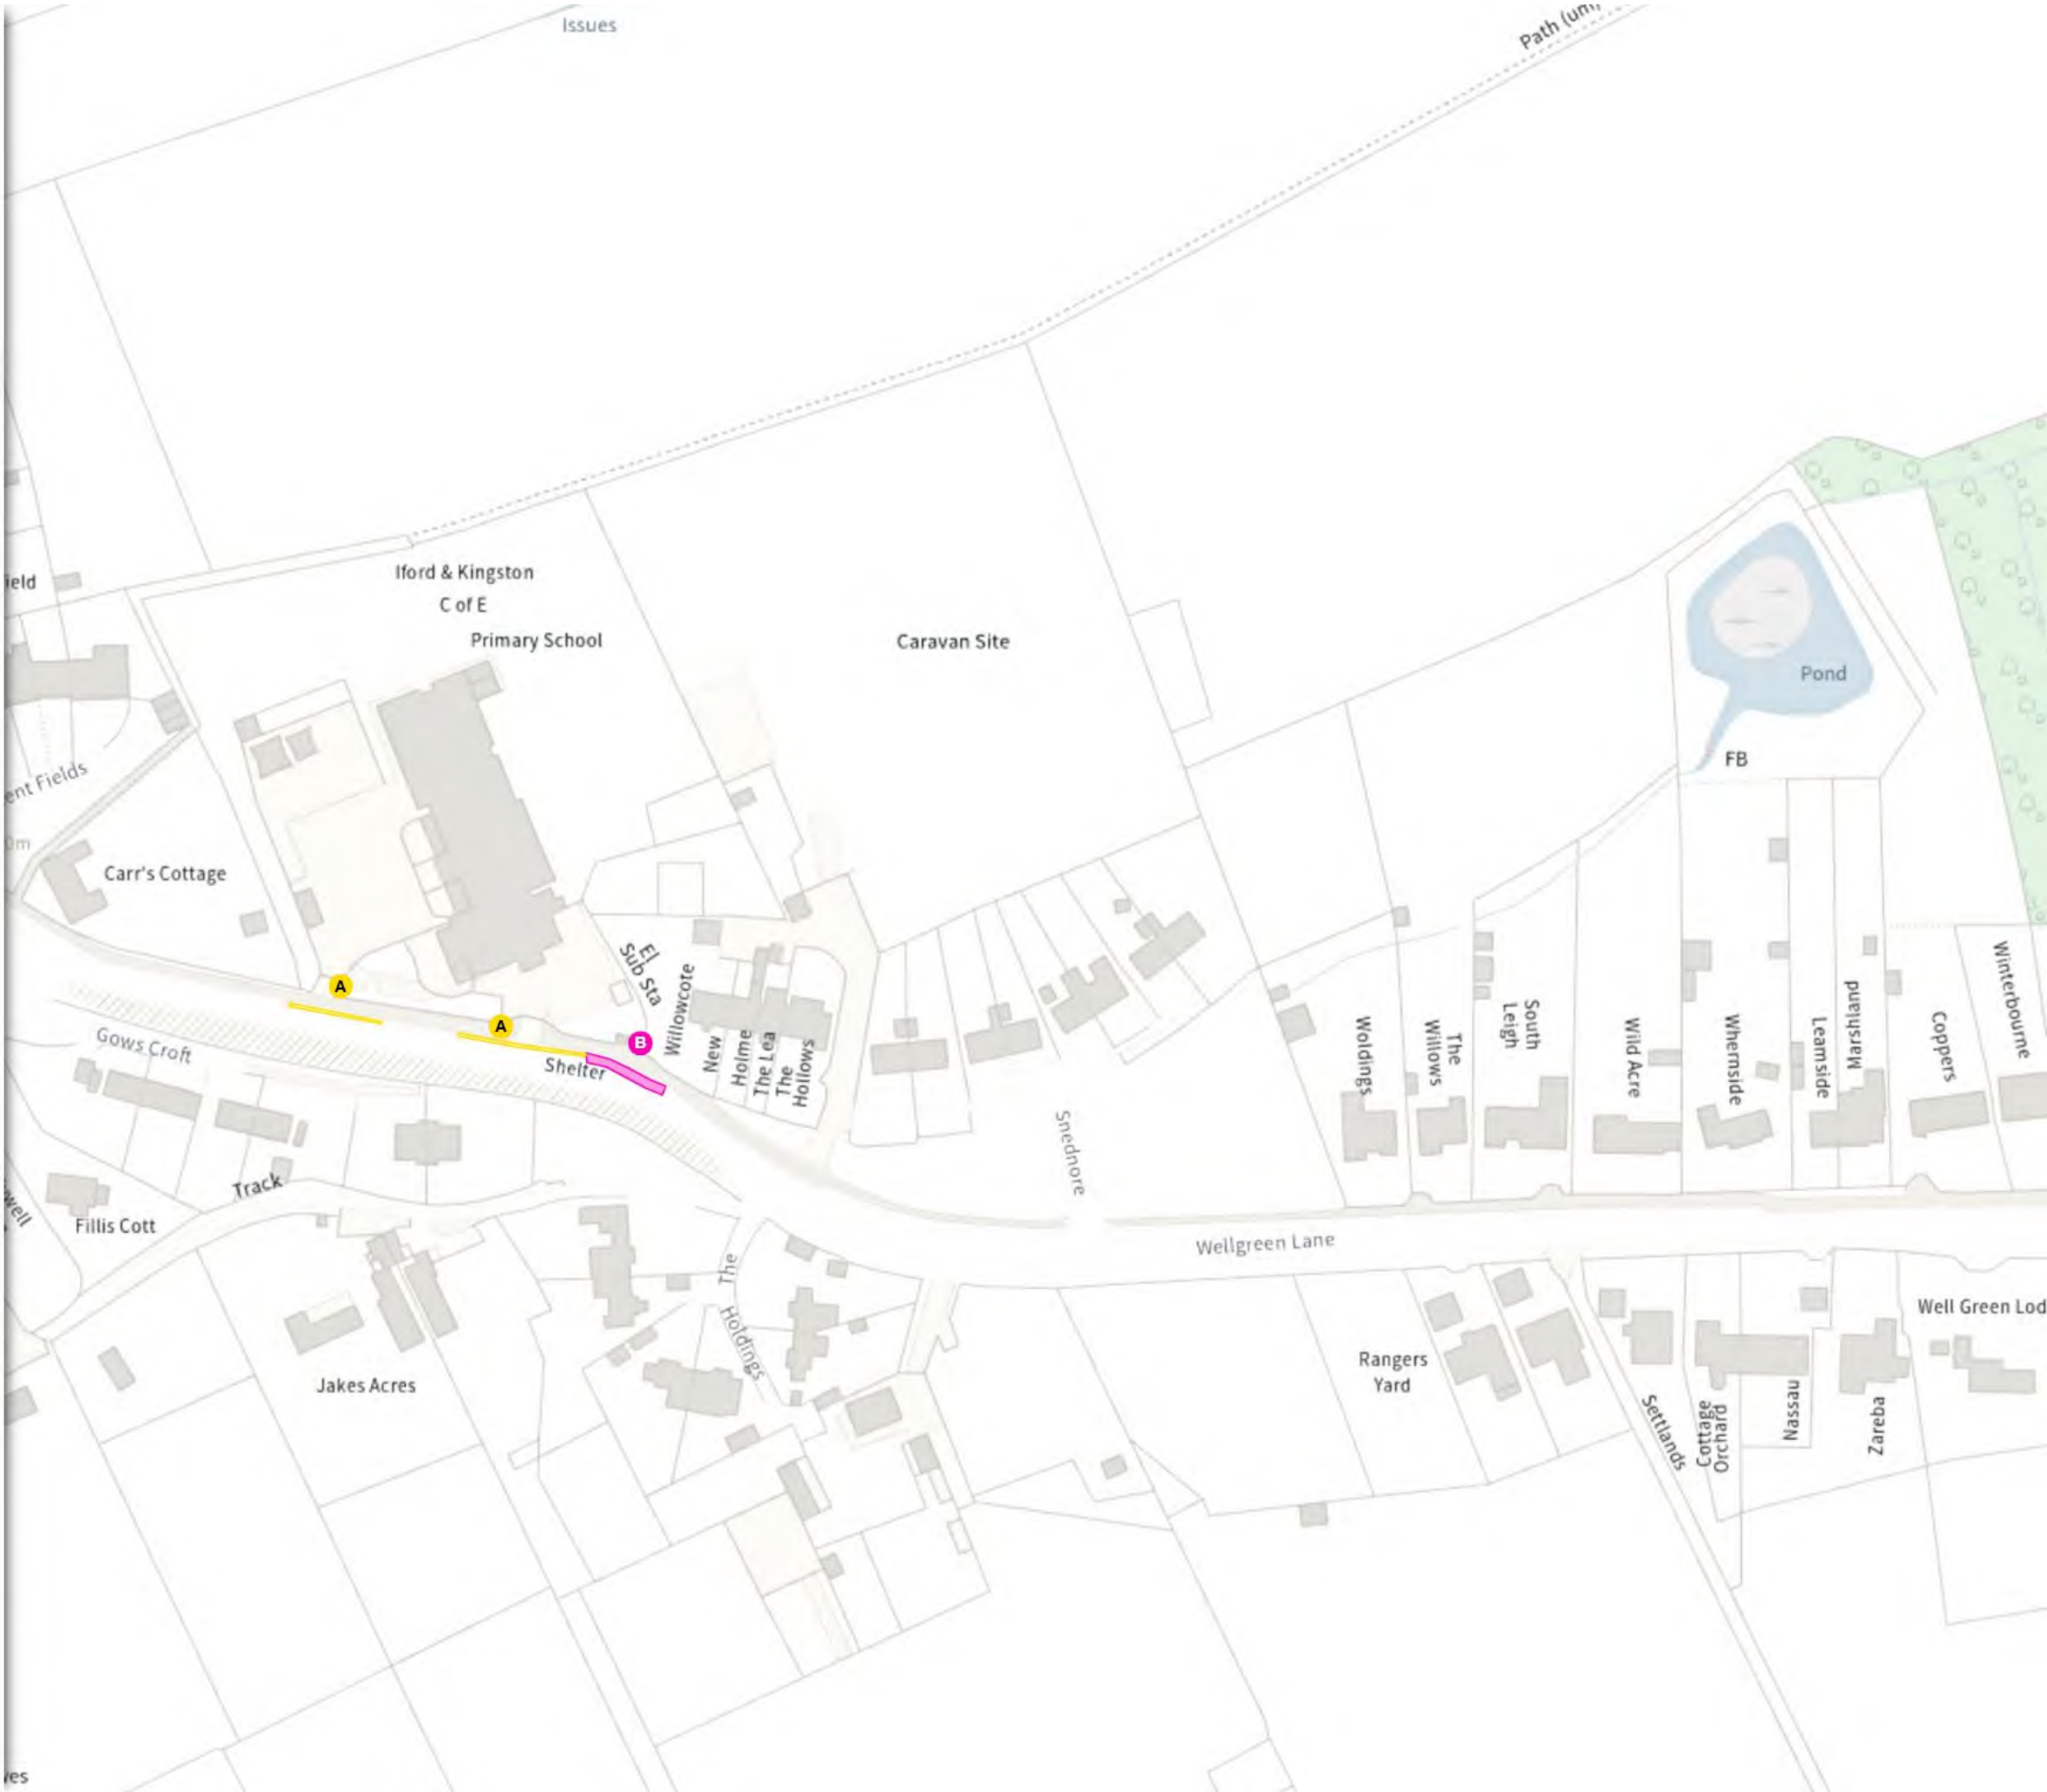 Issues
Path (um)
ield
Iford & Kingston
C of E
Primary School
Caravan Site
Pond
FB
ent Fields
0m
Carr's Cottage
El
Sub Sta
Willowcote
A
A
B
Gows Croft
Shelter
New
Holme
The Lea
The
Hollows
Snednore
Woldings
The
Willows
South
Leigh
Wild Acre
Whernside
Leamside
Marshland
Coppers
Winterbourne
Track
Fillis Cott
well
Wellgreen Lane
The
Holdings
Jakes Acres
Rangers
Yard
Settlands
Cottage
Orchard
Nassau
Zareba
Well Green Lod